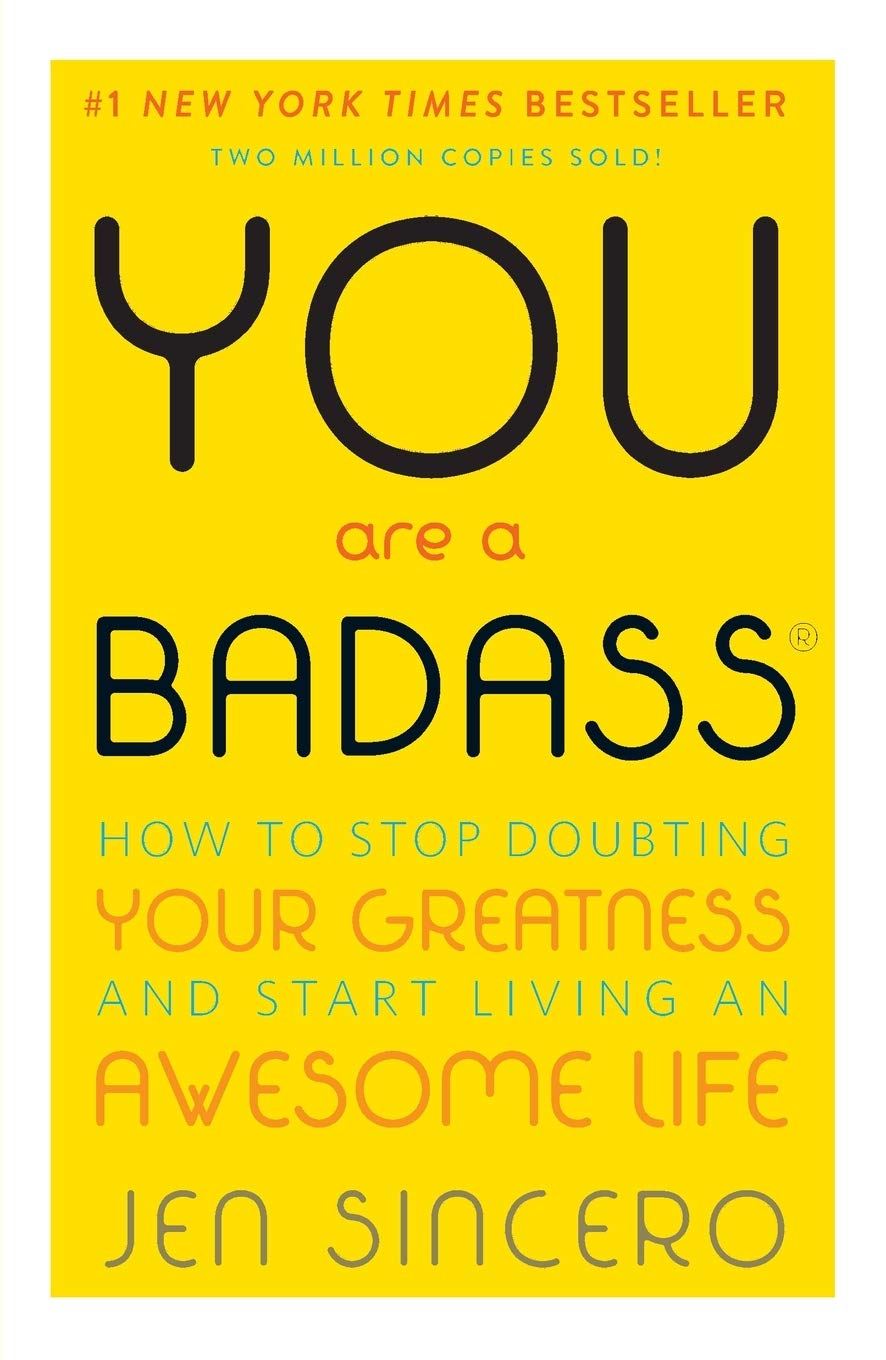 #1 NEW YORK TIMES BESTSELLER
TWO MILLION COPIES SOLD!
YOU
are a
BADASS®
HOW TO STOP DOUBTING
YOUR GREATNESS
AND START LIVING AN
AWESOME LIFE
JEN SINCERO